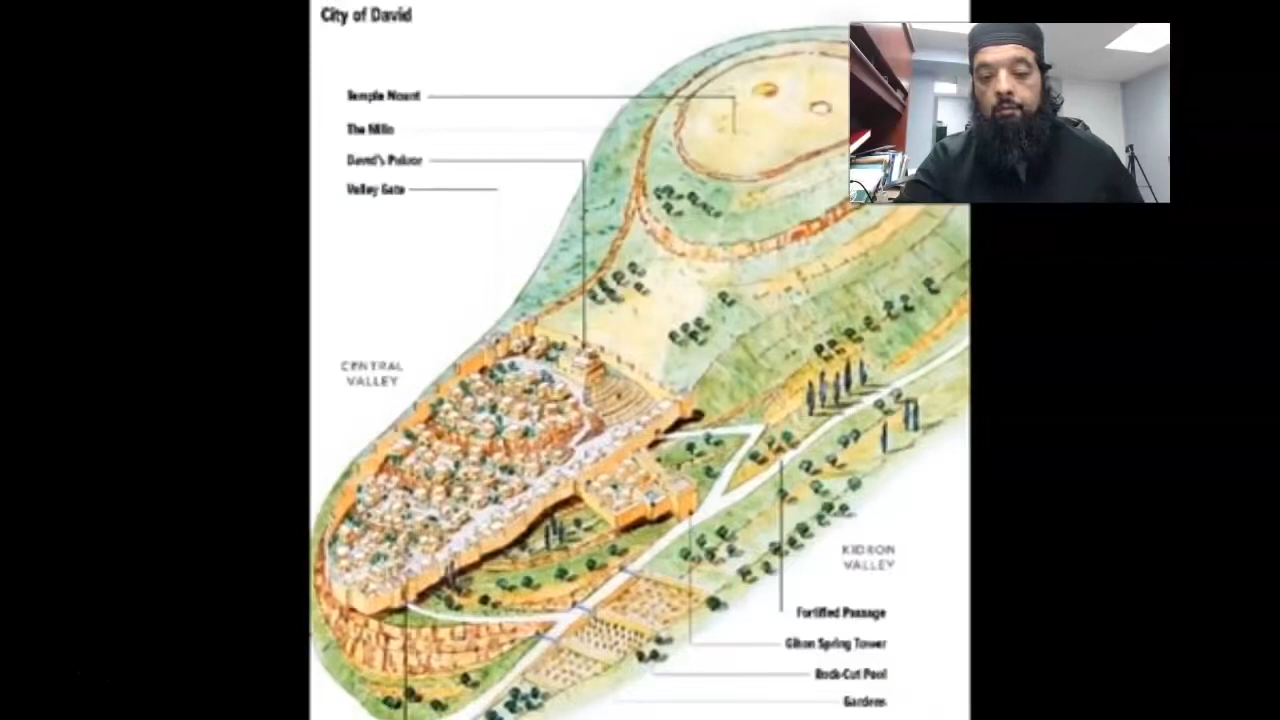 City of David
Temple Mount
The Millo
David's Palace
Valley Gate
CENTRAL
VALLEY
KIDRON
VALLEY
Fortified Passage
Gihon Spring Tower
Rock-Cut Pool
Gardens